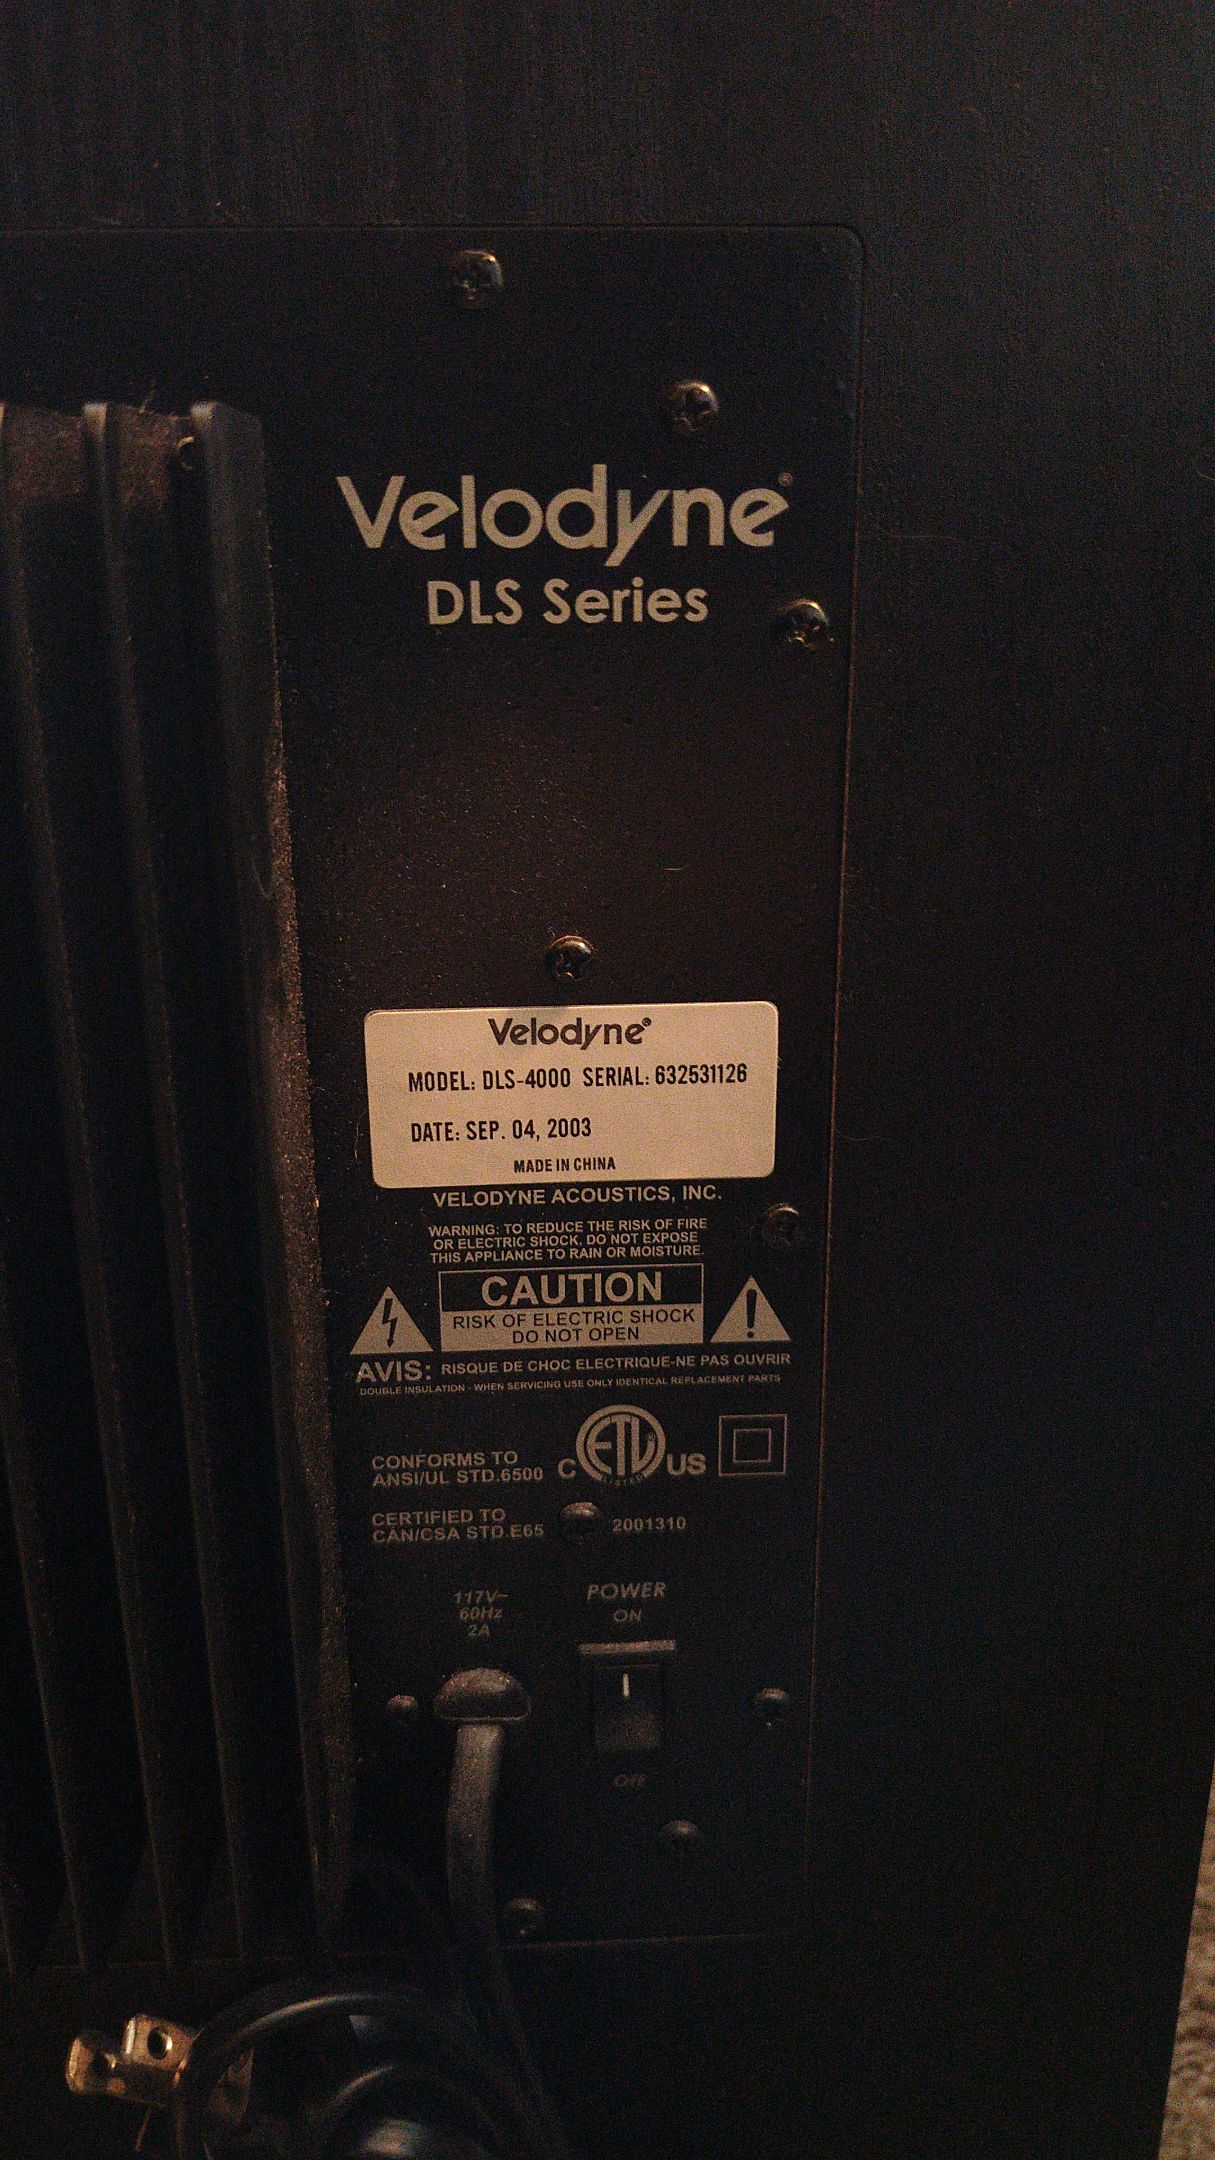 Velodyne®
DLS Series
Velodyne®
MODEL: DLS-4000 SERIAL: 632531126
DATE: SEP. 04, 2003
MADE IN CHINA
VELODYNE ACOUSTICS, INC.
WARNING: TO REDUCE THE RISK OF FIRE
OR ELECTRIC SHOCK, DO NOT EXPOSE
THIS APPLIANCE TO RAIN OR MOISTURE.
CAUTION
RISK OF ELECTRIC SHOCK
DO NOT OPEN
AVIS: RISQUE DE CHOC ELECTRIQUE-NE PAS OUVRIR
DOUBLE INSULATION - WHEN SERVICING USE ONLY IDENTICAL REPLACEMENT PARTS
CONFORMS TO
ANSI/UL STD.6500
C ETL® US
LISTED
CERTIFIED TO
CAN/CSA STD.E65
2001310
117V~
60Hz
2A
POWER
ON
Off